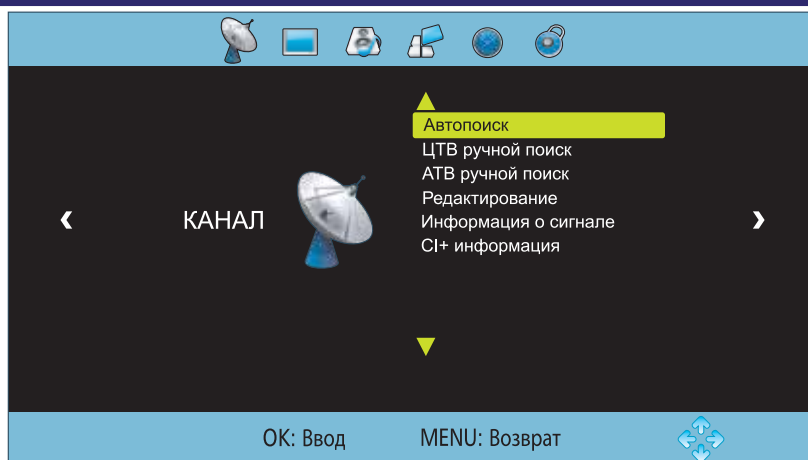 Автопоиск
ЦТВ ручной поиск
АТВ ручной поиск
Редактирование
КАНАЛ
Информация о сигнале
CI+ информация
OK: Ввод MENU: Возврат